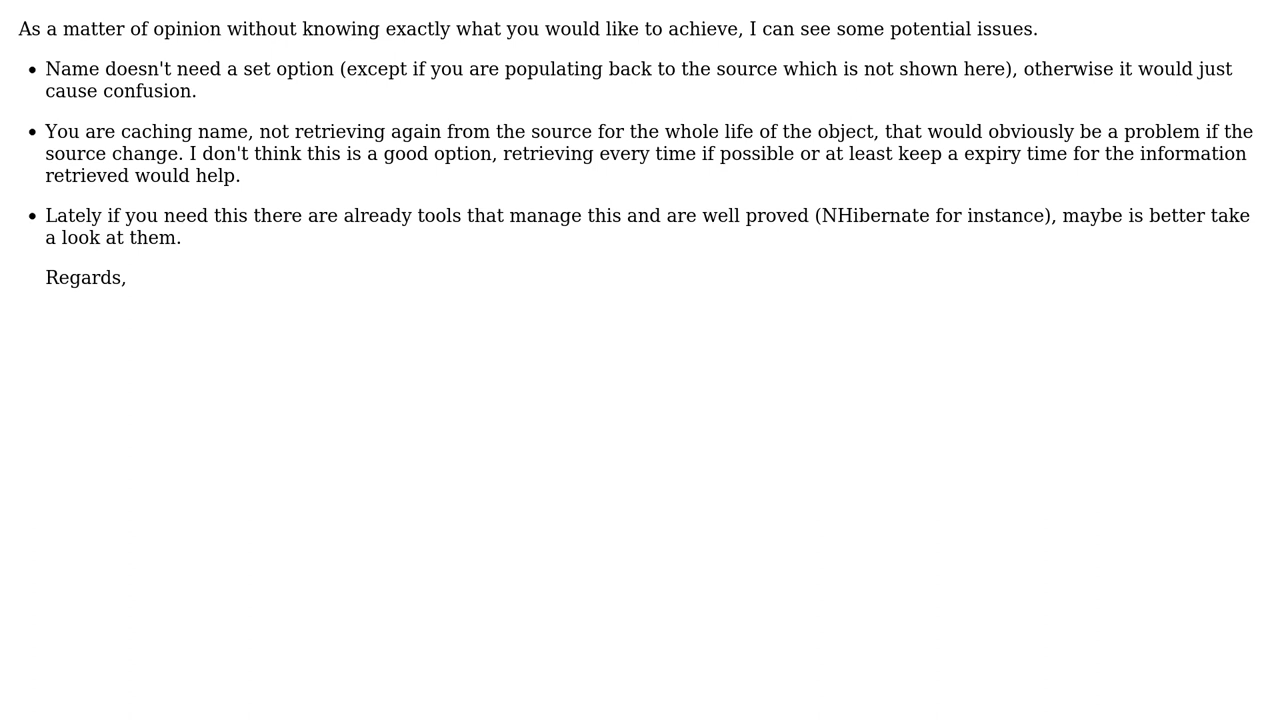 As a matter of opinion without knowing exactly what you would like to achieve, I can see some potential issues.
• Name doesn't need a set option (except if you are populating back to the source which is not shown here), otherwise it would just
cause confusion.
• You are caching name, not retrieving again from the source for the whole life of the object, that would obviously be a problem if the
source change. I don't think this is a good option, retrieving every time if possible or at least keep a expiry time for the information
retrieved would help.
• Lately if you need this there are already tools that manage this and are well proved (NHibernate for instance), maybe is better take
a look at them.
Regards,